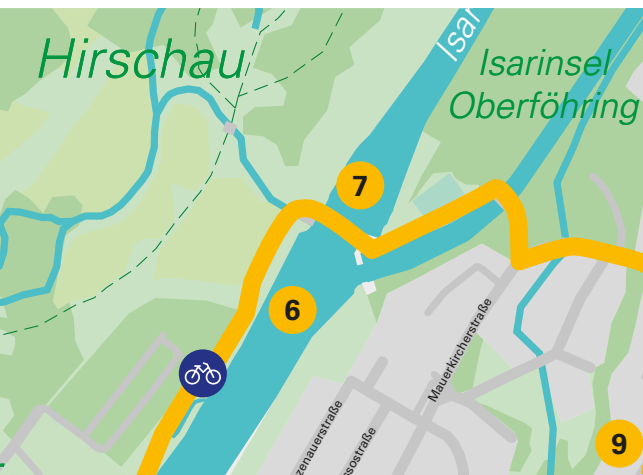 Hirschau
Isar
Isarinsel
Oberföhring
7
6
Mauerkircherstraße
9